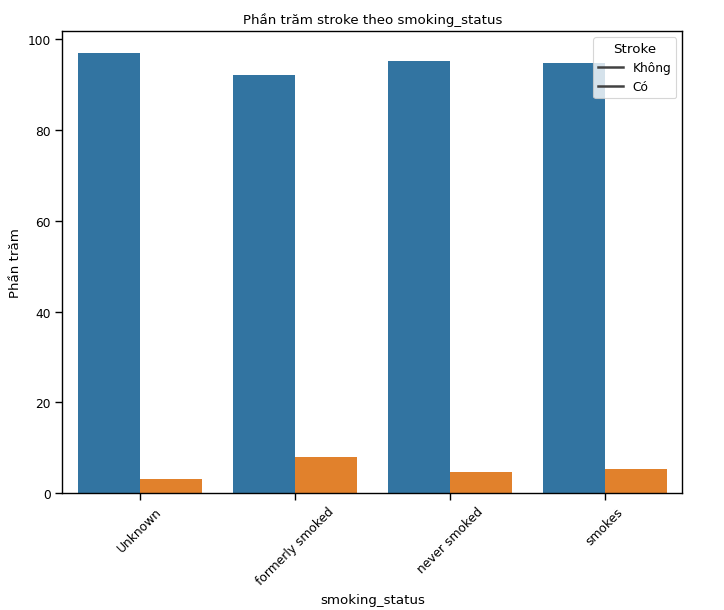 Phần trăm stroke theo smoking_status
Stroke
Không
Có
100
80
60
40
20
0
Phần trăm
Unknown
formerly smoked
never smoked
smokes
smoking_status